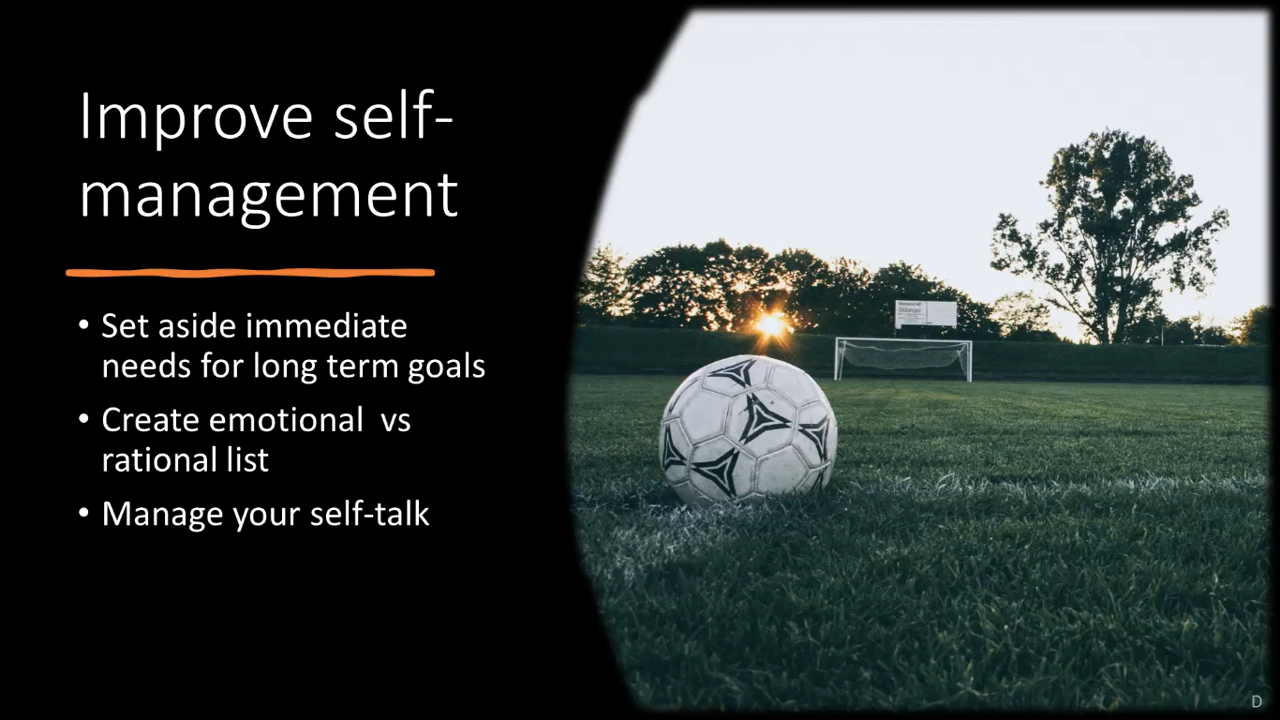 Improve self-
management
• Set aside immediate
needs for long term goals
• Create emotional  vs
rational list
• Manage your self-talk
D